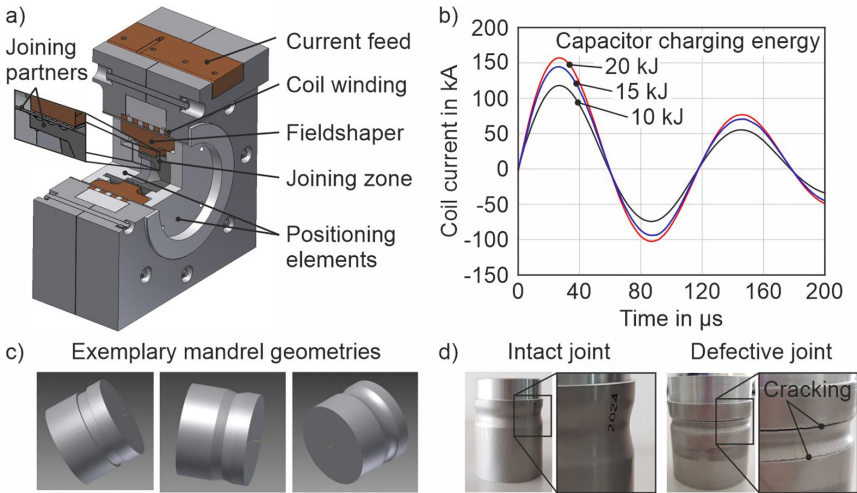 a)
Joining
partners
Current feed
Coil winding
Fieldshaper
Joining zone
Positioning
elements
b)
Capacitor charging energy
20 kJ
15 kJ
10 kJ
Coil current in kA
200
150
100
50
0
-50
-100
-150
0 40 80 120 160 200
Time in µs
c) Exemplary mandrel geometries
d) Intact joint Defective joint
2024
Cracking